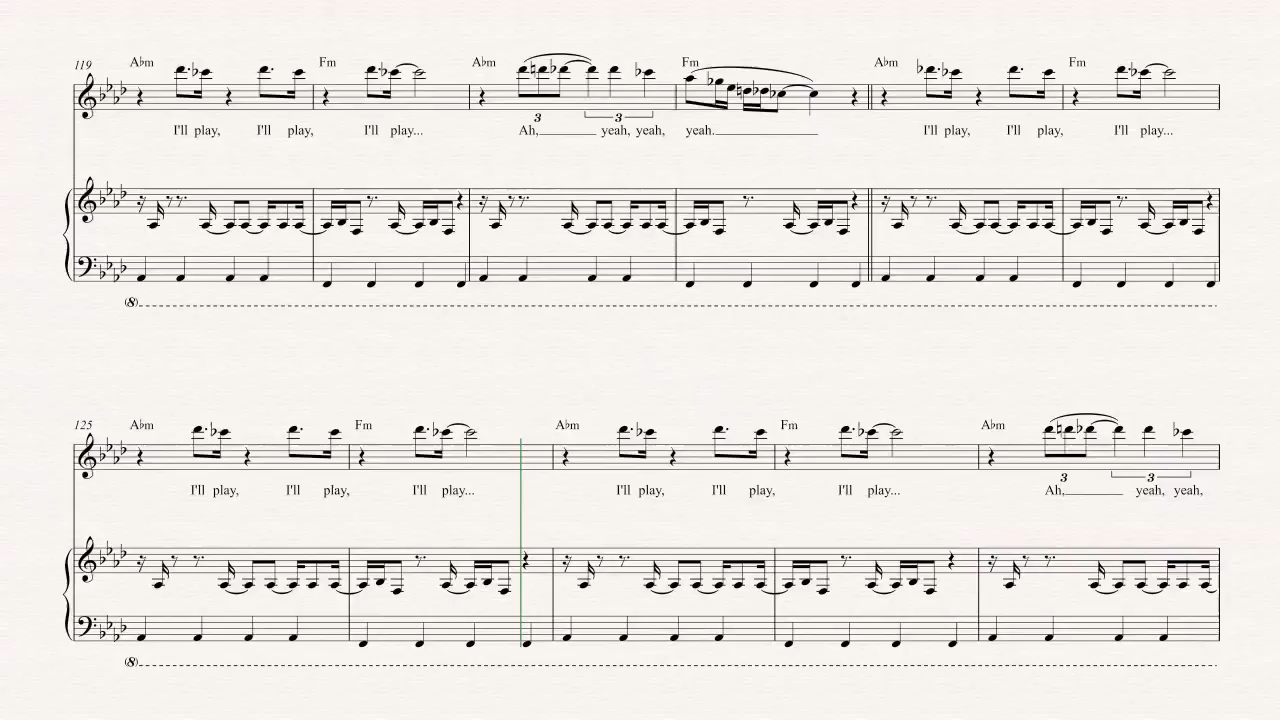 119 A♭m Fm A♭m Fm A♭m Fm
3 3
I'll play, I'll play, I'll play... Ah, yeah, yeah, yeah. I'll play, I'll play, I'll play...
(8)
125 A♭m Fm A♭m Fm A♭m
3 3
I'll play, I'll play, I'll play... I'll play, I'll play, I'll play... Ah, yeah, yeah,
(8)